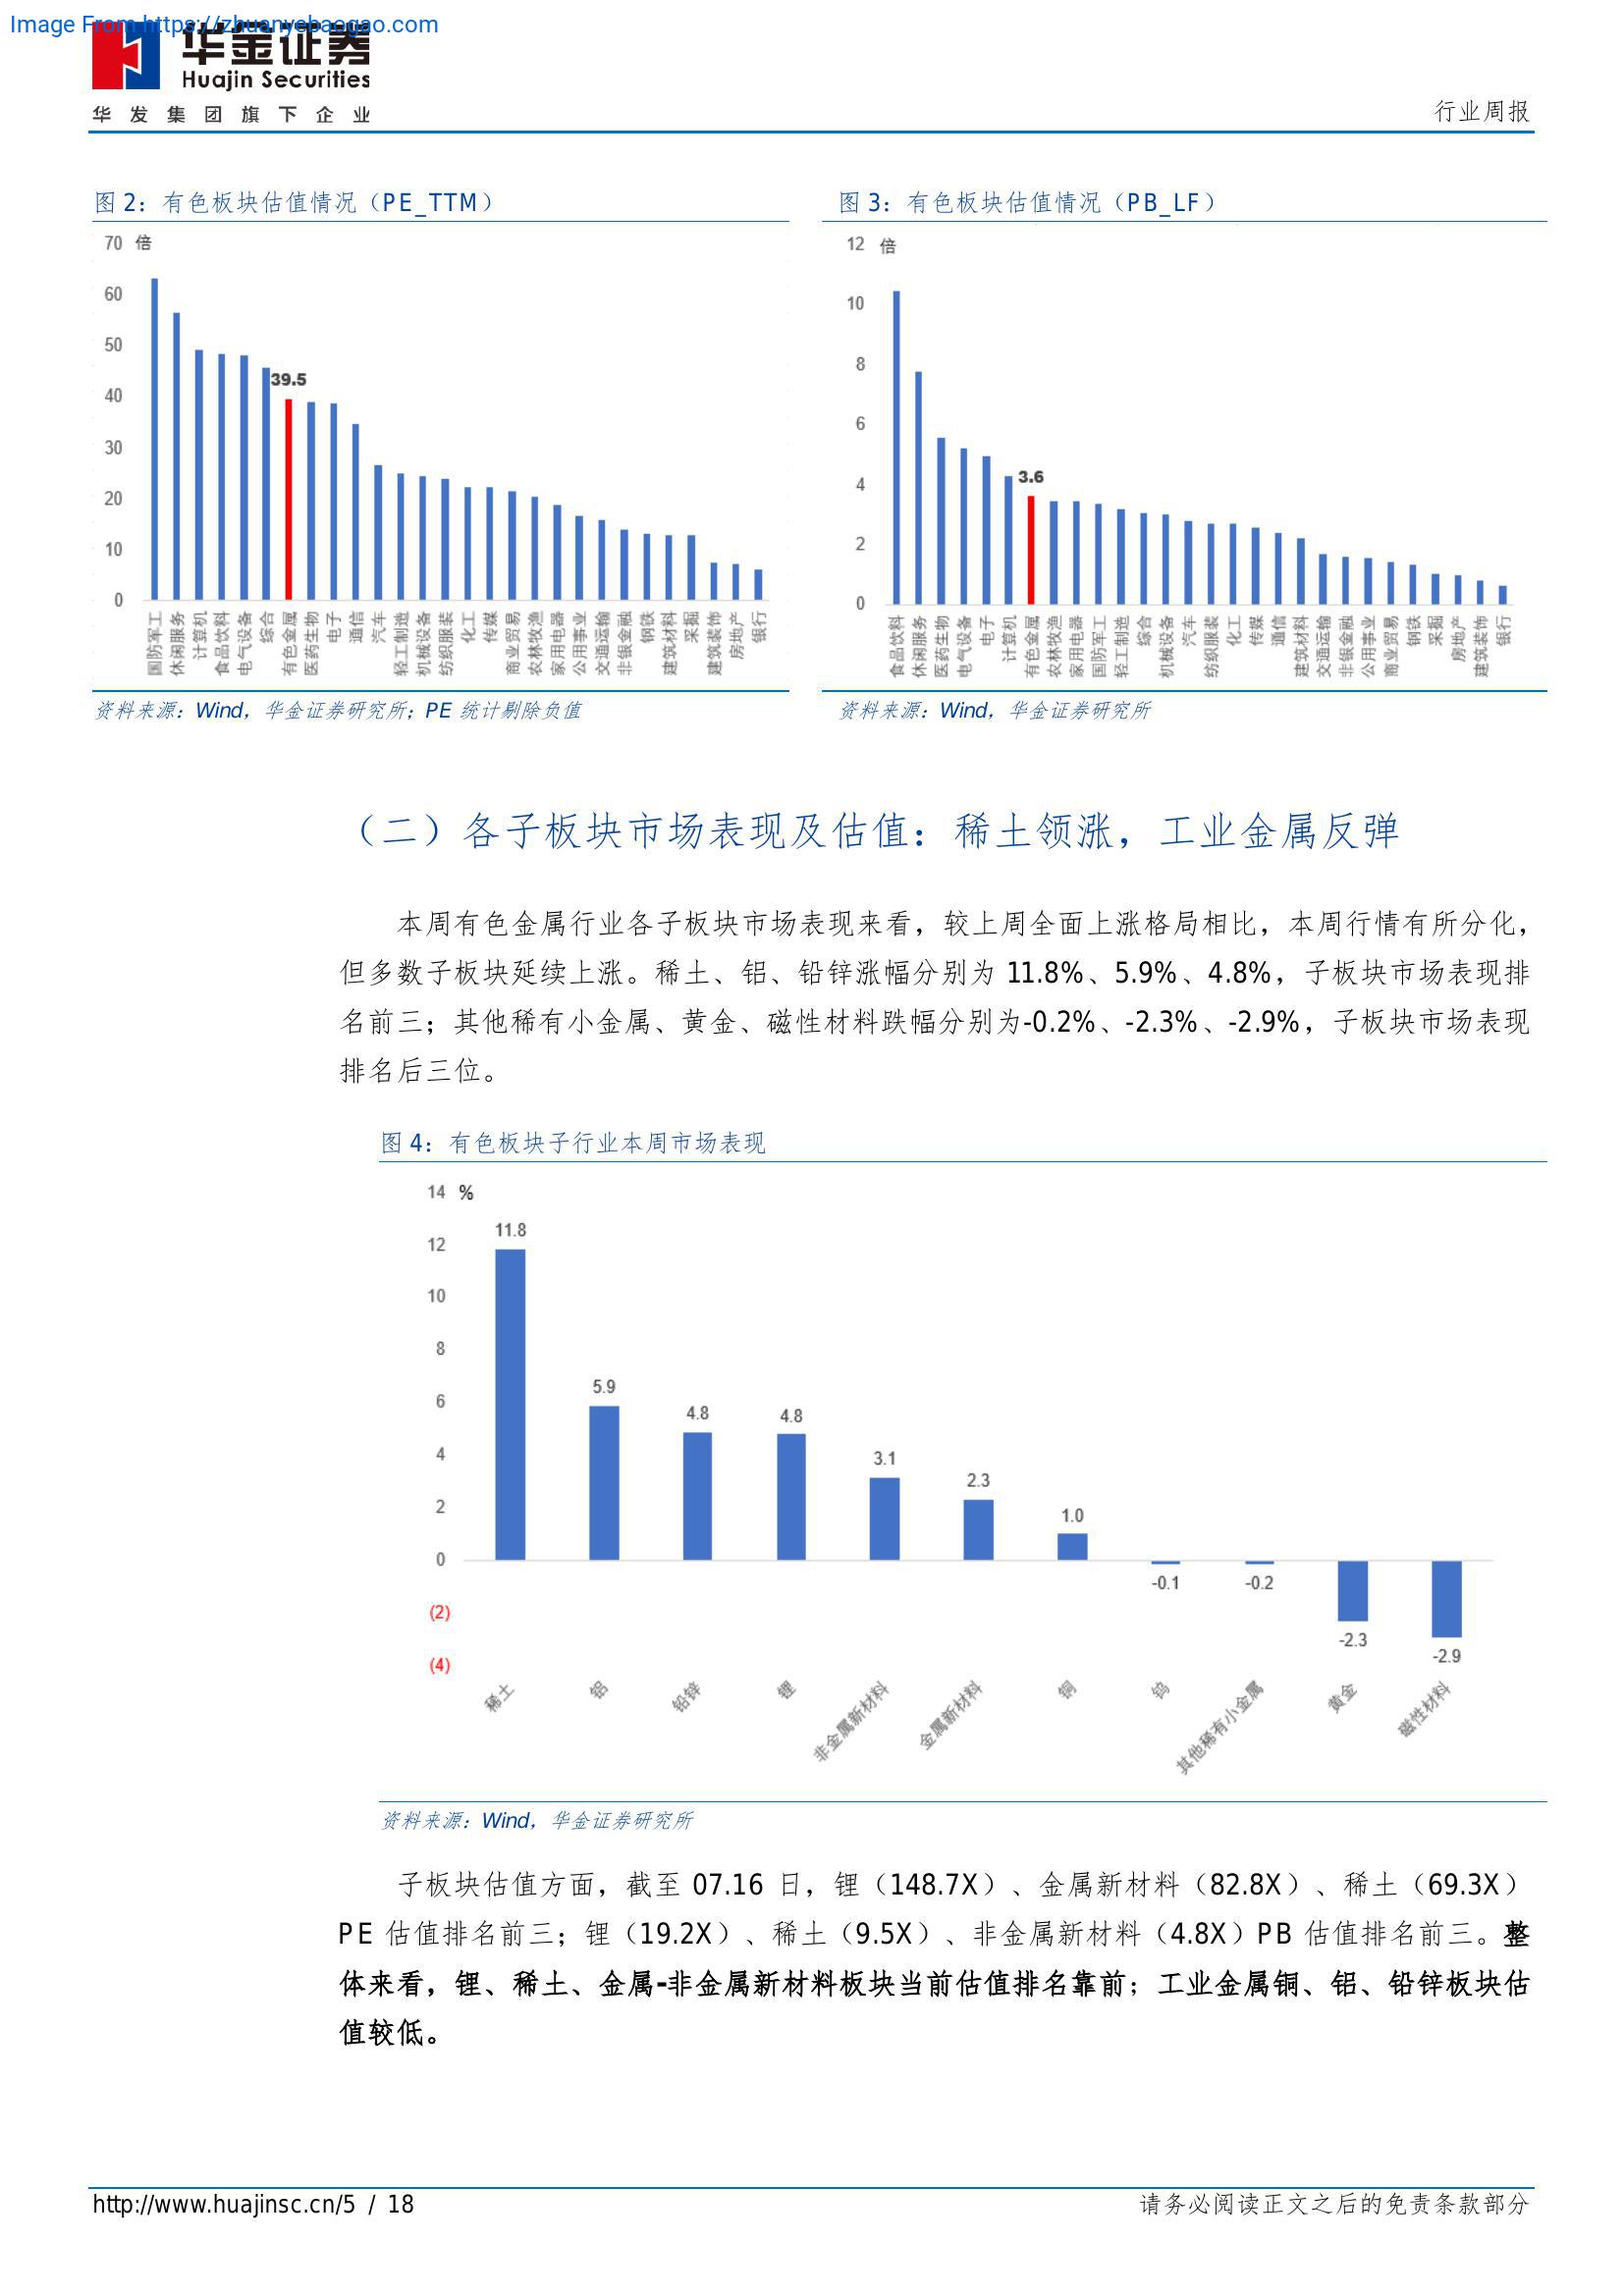 Image From https://zhuanyebaogao.com
华金证券
Huajin Securities
华发集团旗下企业
行业周报
图 2：有色板块估值情况（PE_TTM）
70 倍
60
50
40
30
20
10
0
39.5
国防军工
休闲服务
计算机
食品饮料
电气设备
综合
有色金属
医药生物
电子
通信
汽车
轻工制造
机械设备
纺织服装
化工
传媒
商业贸易
农林牧渔
家用电器
公用事业
交通运输
非银金融
钢铁
建筑材料
采掘
建筑装饰
房地产
银行
资料来源：Wind，华金证券研究所；PE 统计剔除负值
图 3：有色板块估值情况（PB_LF）
12 倍
10
8
6
4
2
0
3.6
食品饮料
休闲服务
医药生物
电气设备
电子
计算机
有色金属
农林牧渔
家用电器
国防军工
轻工制造
综合
机械设备
汽车
纺织服装
化工
传媒
通信
建筑材料
交通运输
非银金融
公用事业
商业贸易
钢铁
采掘
房地产
建筑装饰
银行
资料来源：Wind，华金证券研究所
（二）各子板块市场表现及估值：稀土领涨，工业金属反弹
本周有色金属行业各子板块市场表现来看，较上周全面上涨格局相比，本周行情有所分化，
但多数子板块延续上涨。稀土、铝、铅锌涨幅分别为 11.8%、5.9%、4.8%，子板块市场表现排
名前三；其他稀有小金属、黄金、磁性材料跌幅分别为-0.2%、-2.3%、-2.9%，子板块市场表现
排名后三位。
图 4：有色板块子行业本周市场表现
14 %
12
10
8
6
4
2
0
(2)
(4)
11.8
5.9
4.8
4.8
3.1
2.3
1.0
-0.1
-0.2
-2.3
-2.9
稀土
铝
铅锌
锂
非金属新材料
金属新材料
铜
钨
其他稀有小金属
黄金
磁性材料
资料来源：Wind，华金证券研究所
子板块估值方面，截至 07.16 日，锂（148.7X）、金属新材料（82.8X）、稀土（69.3X）
PE 估值排名前三；锂（19.2X）、稀土（9.5X）、非金属新材料（4.8X）PB 估值排名前三。整
体来看，锂、稀土、金属-非金属新材料板块当前估值排名靠前；工业金属铜、铝、铅锌板块估
值较低。
http://www.huajinsc.cn/5 / 18
请务必阅读正文之后的免责条款部分